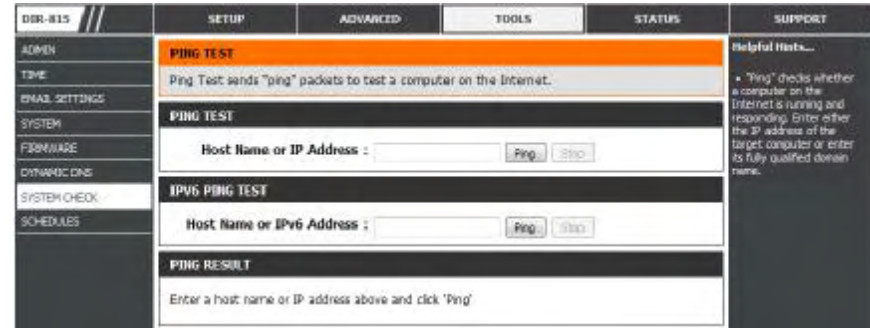 DIR-815
SETUP
ADVANCED
TOOLS
STATUS
SUPPORT
ADMIN
TIME
EMAIL SETTINGS
SYSTEM
FIRMWARE
DYNAMIC DNS
SYSTEM CHECK
SCHEDULES
PING TEST
Ping Test sends "ping" packets to test a computer on the Internet.
PING TEST
Host Name or IP Address :
Ping
Stop
IPV6 PING TEST
Host Name or IPv6 Address :
Ping
Stop
PING RESULT
Enter a host name or IP address above and click 'Ping'
Helpful Hints...
• "Ping" checks whether
a computer on the
Internet is running and
responding. Enter either
the IP address of the
target computer or enter
its fully qualified domain
name.